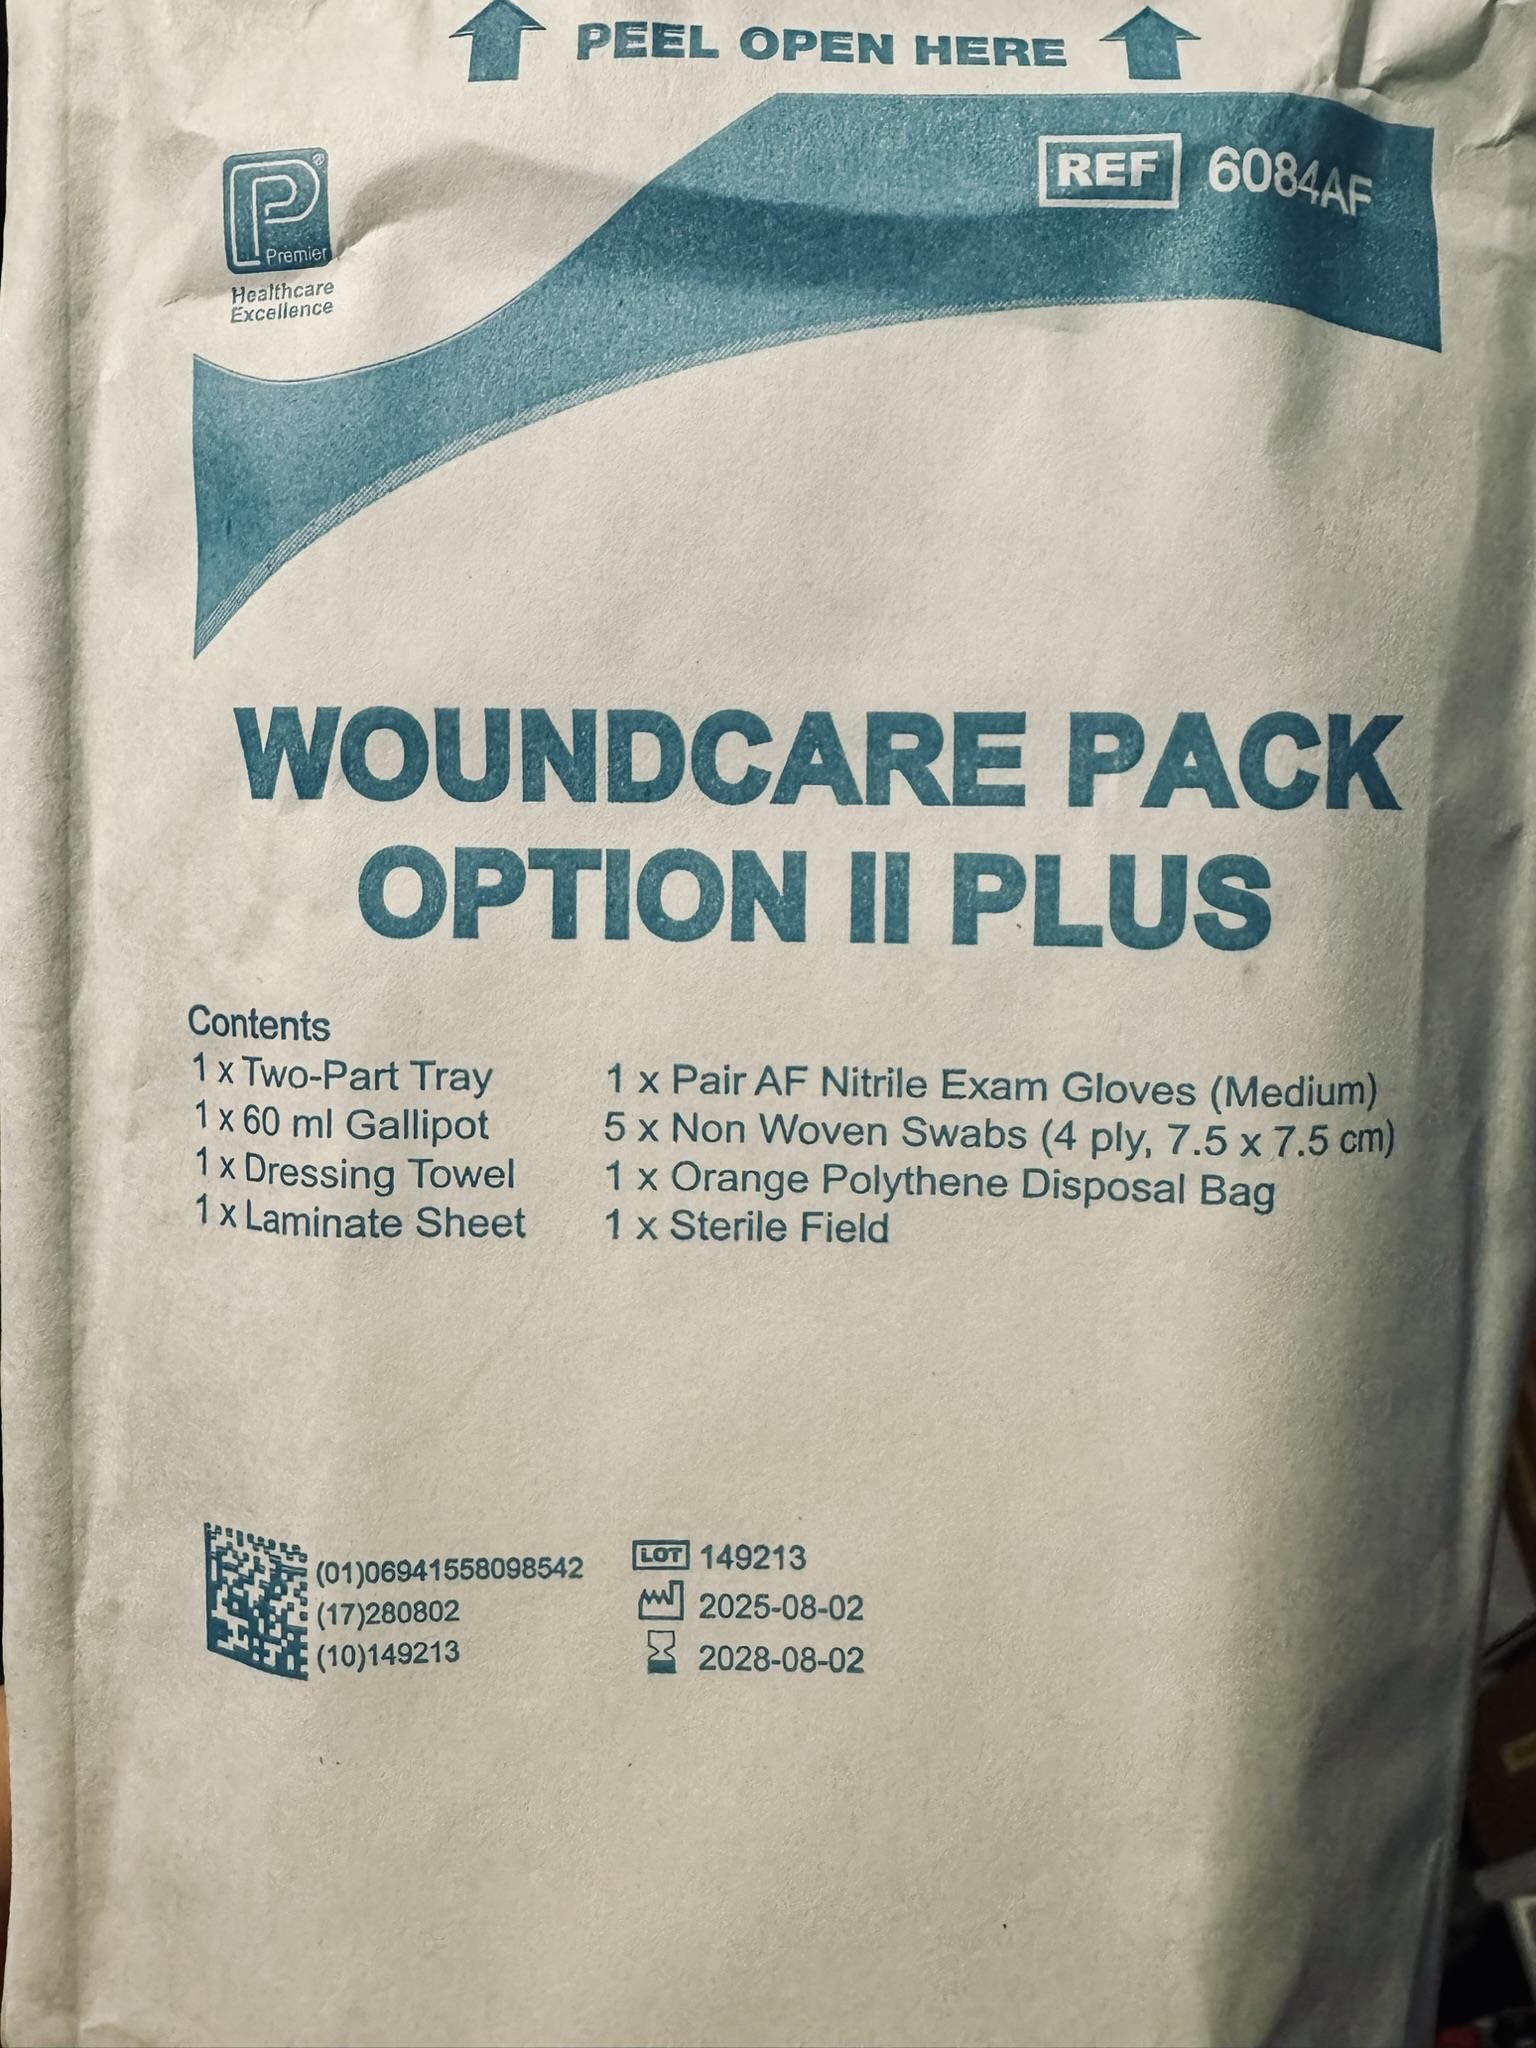 PEEL OPEN HERE
REF 6084AF
P®
Premier
Healthcare
Excellence
WOUNDCARE PACK
OPTION II PLUS
Contents
1 x Two-Part Tray
1 x 60 ml Gallipot
1 x Dressing Towel
1 x Laminate Sheet
1 x Pair AF Nitrile Exam Gloves (Medium)
5 x Non Woven Swabs (4 ply, 7.5 x 7.5 cm)
1 x Orange Polythene Disposal Bag
1 x Sterile Field
(01)06941558098542
(17)280802
(10)149213
LOT 149213
2025-08-02
2028-08-02